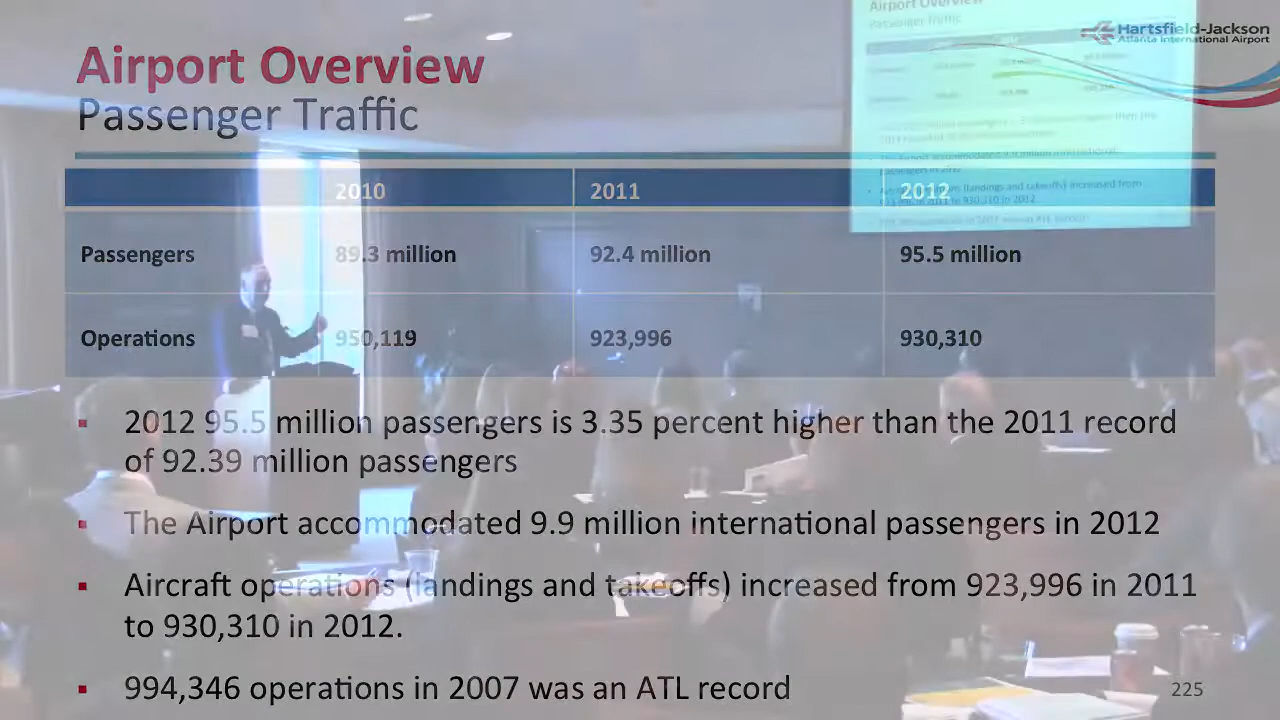 Hartsfield-Jackson
Atlanta International Airport
Airport Overview
Passenger Traffic
2010 2011 2012
Passengers 89.3 million 92.4 million 95.5 million
Operations 950,119 923,996 930,310
▪ 2012 95.5 million passengers is 3.35 percent higher than the 2011 record
of 92.39 million passengers
▪ The Airport accommodated 9.9 million international passengers in 2012
▪ Aircraft operations (landings and takeoffs) increased from 923,996 in 2011
to 930,310 in 2012.
▪ 994,346 operations in 2007 was an ATL record
225
Airport Overview
Passenger Traffic